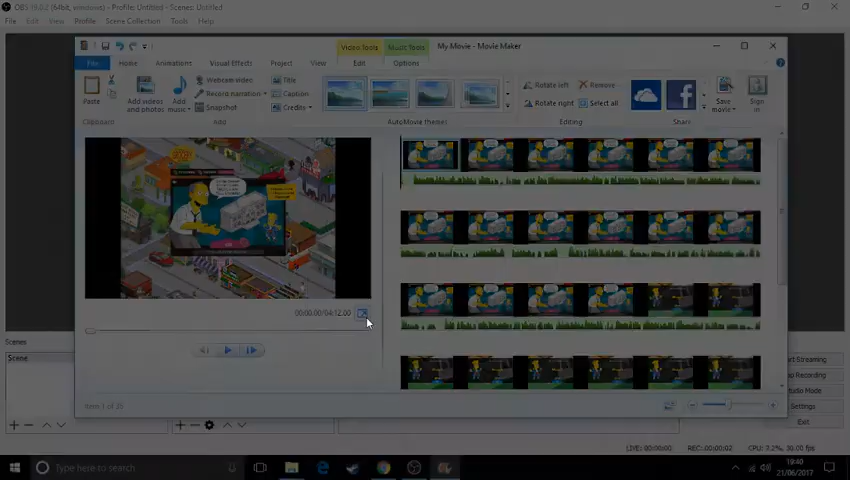 OBS 19.0.2 (64bit, windows) - Profile: Untitled - Scenes: Untitled
File Edit View Profile Scene Collection Tools Help
Video Tools Music Tools My Movie - Movie Maker
File Home Animations Visual Effects Project View Edit Options
Paste
Add videos and photos
Add music
Webcam video
Record narration
Snapshot
Title
Caption
Credits
Rotate left
Rotate right
Remove
Select all
Save movie
Sign in
Clipboard Add AutoMovie themes Editing Share
00:00.00/04:12.00
Item 1 of 35
Scenes
Scene
Start Streaming
Stop Recording
Studio Mode
Settings
Exit
LIVE: 00:00:00 REC: 00:00:02 CPU: 7.2%, 30.00 fps
Type here to search
19:40
21/06/2017